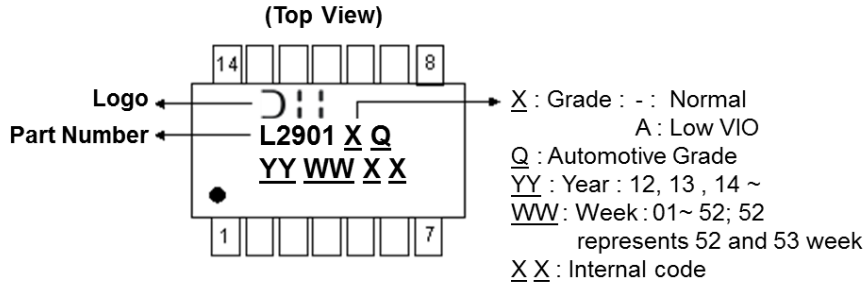 (Top View)
14 8
Logo
Part Number
L2901 X Q
YY WW X X
1 7
X : Grade : - : Normal
A : Low VIO
Q : Automotive Grade
YY : Year : 12, 13 , 14 ~
WW : Week : 01~ 52; 52
represents 52 and 53 week
X X : Internal code